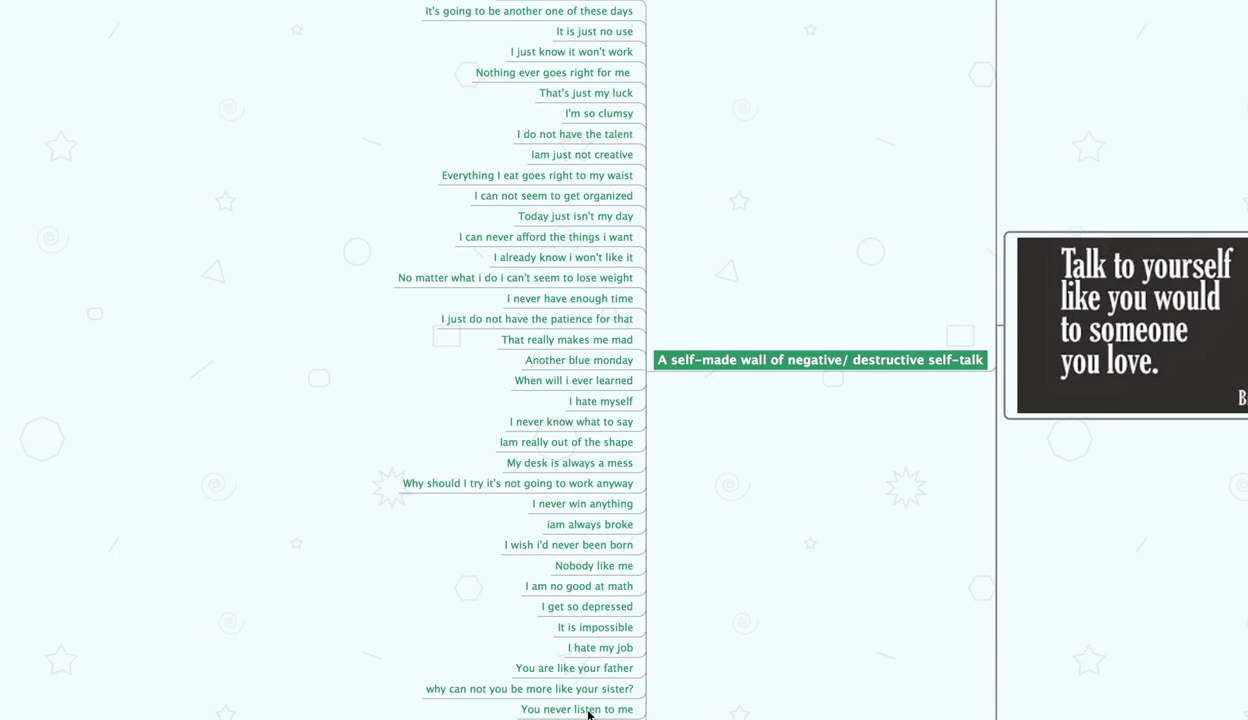 It's going to be another one of these days
It is just no use
I just know it won't work
Nothing ever goes right for me
That's just my luck
I'm so clumsy
I do not have the talent
Iam just not creative
Everything I eat goes right to my waist
I can not seem to get organized
Today just isn't my day
I can never afford the things i want
I already know i won't like it
No matter what i do i can't seem to lose weight
I never have enough time
I just do not have the patience for that
That really makes me mad
Another blue monday
When will i ever learned
I hate myself
I never know what to say
Iam really out of the shape
My desk is always a mess
Why should I try it's not going to work anyway
I never win anything
iam always broke
I wish i'd never been born
Nobody like me
I am no good at math
I get so depressed
It is impossible
I hate my job
You are like your father
why can not you be more like your sister?
You never listen to me
A self-made wall of negative/ destructive self-talk
Talk to yourself
like you would
to someone
you love.